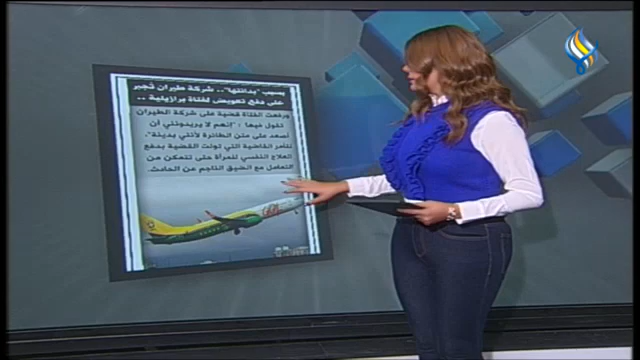 بسبب "بدانتها".. شركة طيران تُجبر
على دفع تعويض لفتاة برازيلية ..
ورفعت الفتاة قضية على شركة الطيران
تقول فيها : "إنهم لا يريدونني أن
أصعد على متن الطائرة لأنني بدينة".
لتأمر القاضية التي تولت القضية بدفع
العلاج النفسي للمرأة حتى تتمكن من
التعامل مع الضيق الناجم عن الحادث.